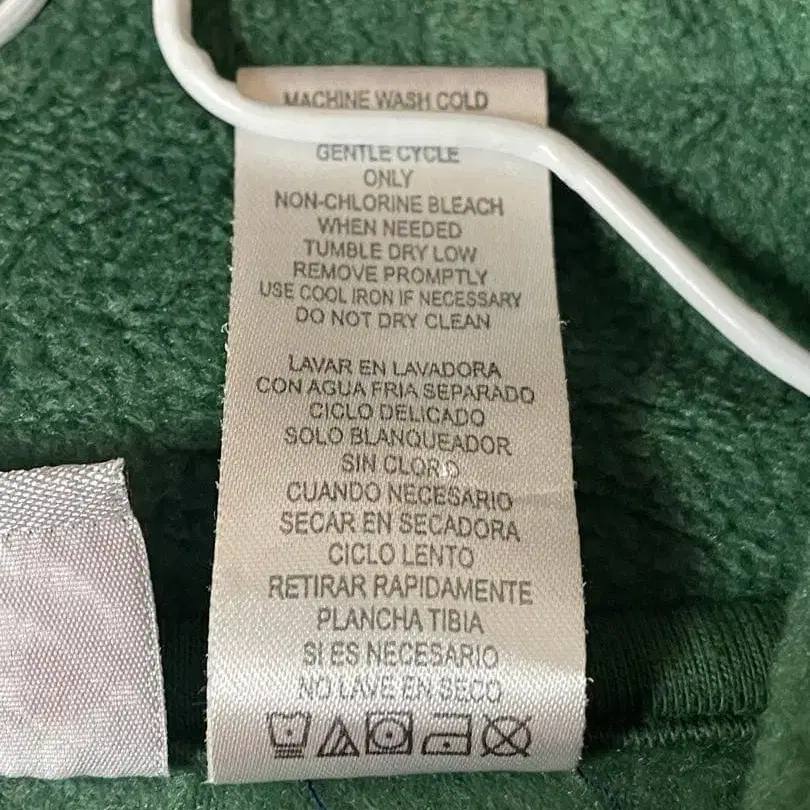 MACHINE WASH COLD
GENTLE CYCLE
ONLY
NON-CHLORINE BLEACH
WHEN NEEDED
TUMBLE DRY LOW
REMOVE PROMPTLY
USE COOL IRON IF NECESSARY
DO NOT DRY CLEAN
LAVAR EN LAVADORA
CON AGUA FRIA SEPARADO
CICLO DELICADO
SOLO BLANQUEADOR
SIN CLORO
CUANDO NECESARIO
SECAR EN SECADORA
CICLO LENTO
RETIRAR RAPIDAMENTE
PLANCHA TIBIA
SI ES NECESARIO
NO LAVE EN SECO